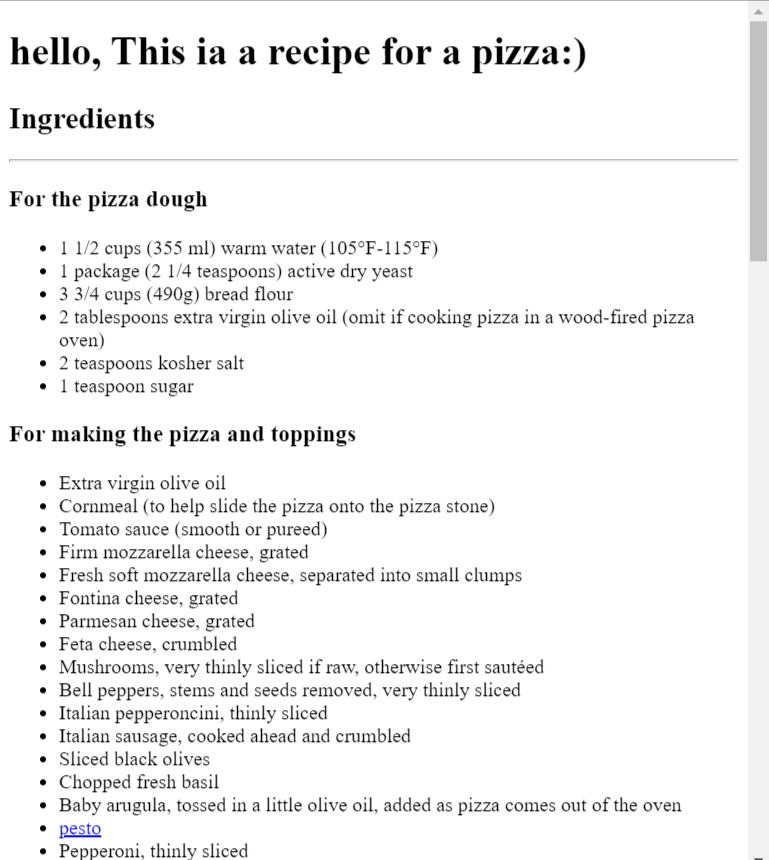 hello, This ia a recipe for a pizza:)
Ingredients
For the pizza dough
1 1/2 cups (355 ml) warm water (105°F-115°F)
1 package (2 1/4 teaspoons) active dry yeast
3 3/4 cups (490g) bread flour
2 tablespoons extra virgin olive oil (omit if cooking pizza in a wood-fired pizza
oven)
2 teaspoons kosher salt
1 teaspoon sugar
For making the pizza and toppings
Extra virgin olive oil
Cornmeal (to help slide the pizza onto the pizza stone)
Tomato sauce (smooth or pureed)
Firm mozzarella cheese, grated
Fresh soft mozzarella cheese, separated into small clumps
Fontina cheese, grated
Parmesan cheese, grated
Feta cheese, crumbled
Mushrooms, very thinly sliced if raw, otherwise first sautéed
Bell peppers, stems and seeds removed, very thinly sliced
Italian pepperoncini, thinly sliced
Italian sausage, cooked ahead and crumbled
Sliced black olives
Chopped fresh basil
Baby arugula, tossed in a little olive oil, added as pizza comes out of the oven
pesto
Pepperoni, thinly sliced